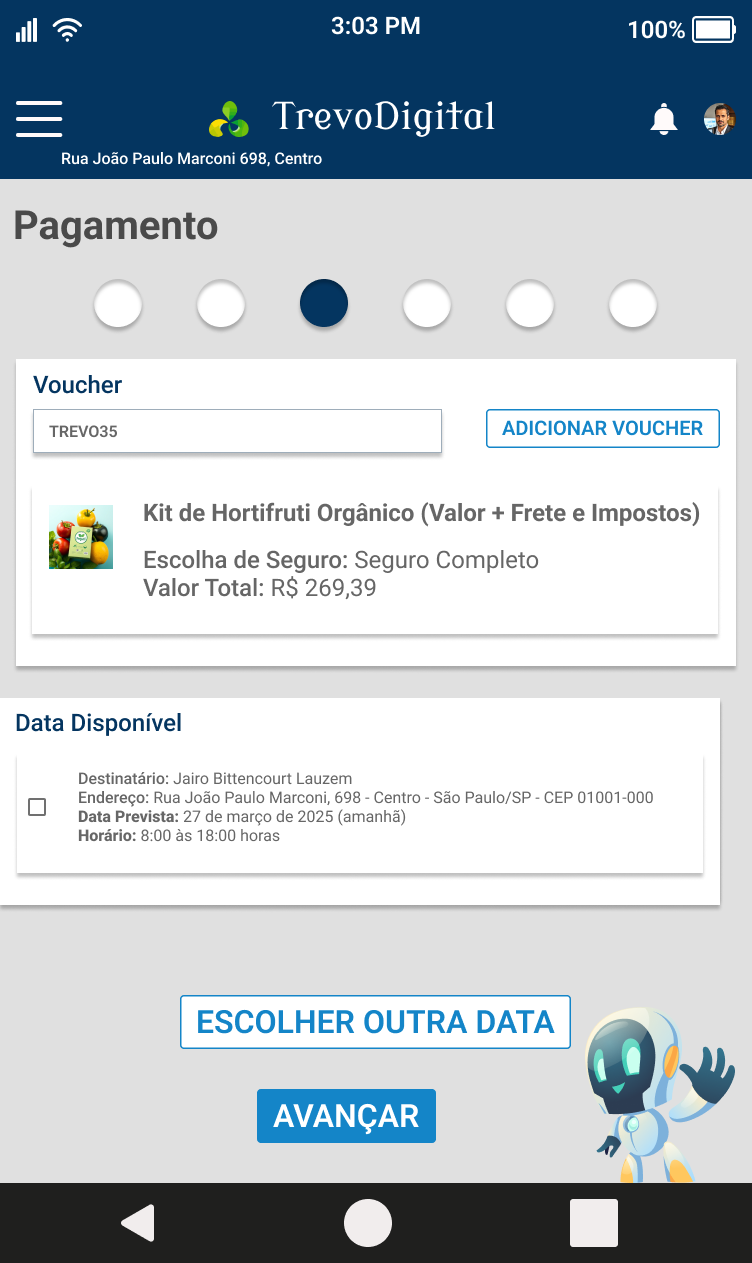 3:03 PM
100%
TrevoDigital
Rua João Paulo Marconi 698, Centro
Pagamento
Voucher
TREVO35
ADICIONAR VOUCHER
Kit de Hortifruti Orgânico (Valor + Frete e Impostos)
Escolha de Seguro: Seguro Completo
Valor Total: R$ 269,39
Data Disponível
Destinatário: Jairo Bittencourt Lauzem
Endereço: Rua João Paulo Marconi, 698 - Centro - São Paulo/SP - CEP 01001-000
Data Prevista: 27 de março de 2025 (amanhã)
Horário: 8:00 às 18:00 horas
ESCOLHER OUTRA DATA
AVANÇAR